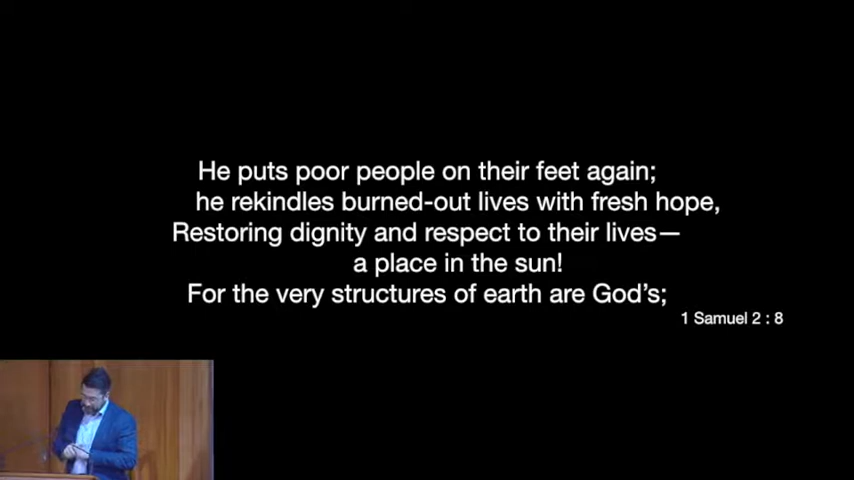 He puts poor people on their feet again;
he rekindles burned-out lives with fresh hope,
Restoring dignity and respect to their lives—
a place in the sun!
For the very structures of earth are God's;
1 Samuel 2 : 8